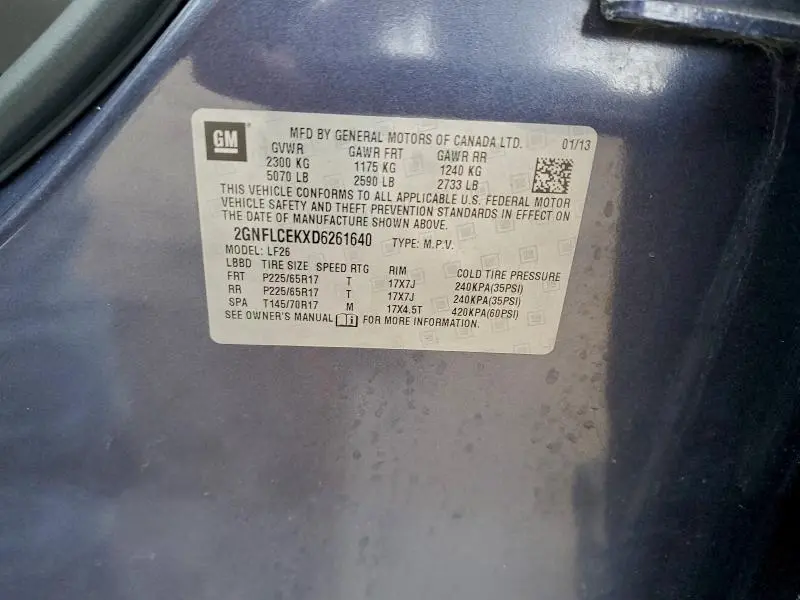 GM
MFD BY GENERAL MOTORS OF CANADA LTD. 01/13
GVWR GAWR FRT GAWR RR
2300 KG 1175 KG 1240 KG
5070 LB 2590 LB 2733 LB
THIS VEHICLE CONFORMS TO ALL APPLICABLE U.S. FEDERAL MOTOR
VEHICLE SAFETY AND THEFT PREVENTION STANDARDS IN EFFECT ON
THE DATE OF MANUFACTURE SHOWN ABOVE.
2GNFLCEKXD6261640 TYPE: M.P.V.
MODEL: LF26
LBBD TIRE SIZE SPEED RTG RIM COLD TIRE PRESSURE
FRT P225/65R17 T 17X7J 240KPA(35PSI)
RR P225/65R17 T 17X7J 240KPA(35PSI)
SPA T145/70R17 M 17X4.5T 420KPA(60PSI)
SEE OWNER'S MANUAL i FOR MORE INFORMATION.